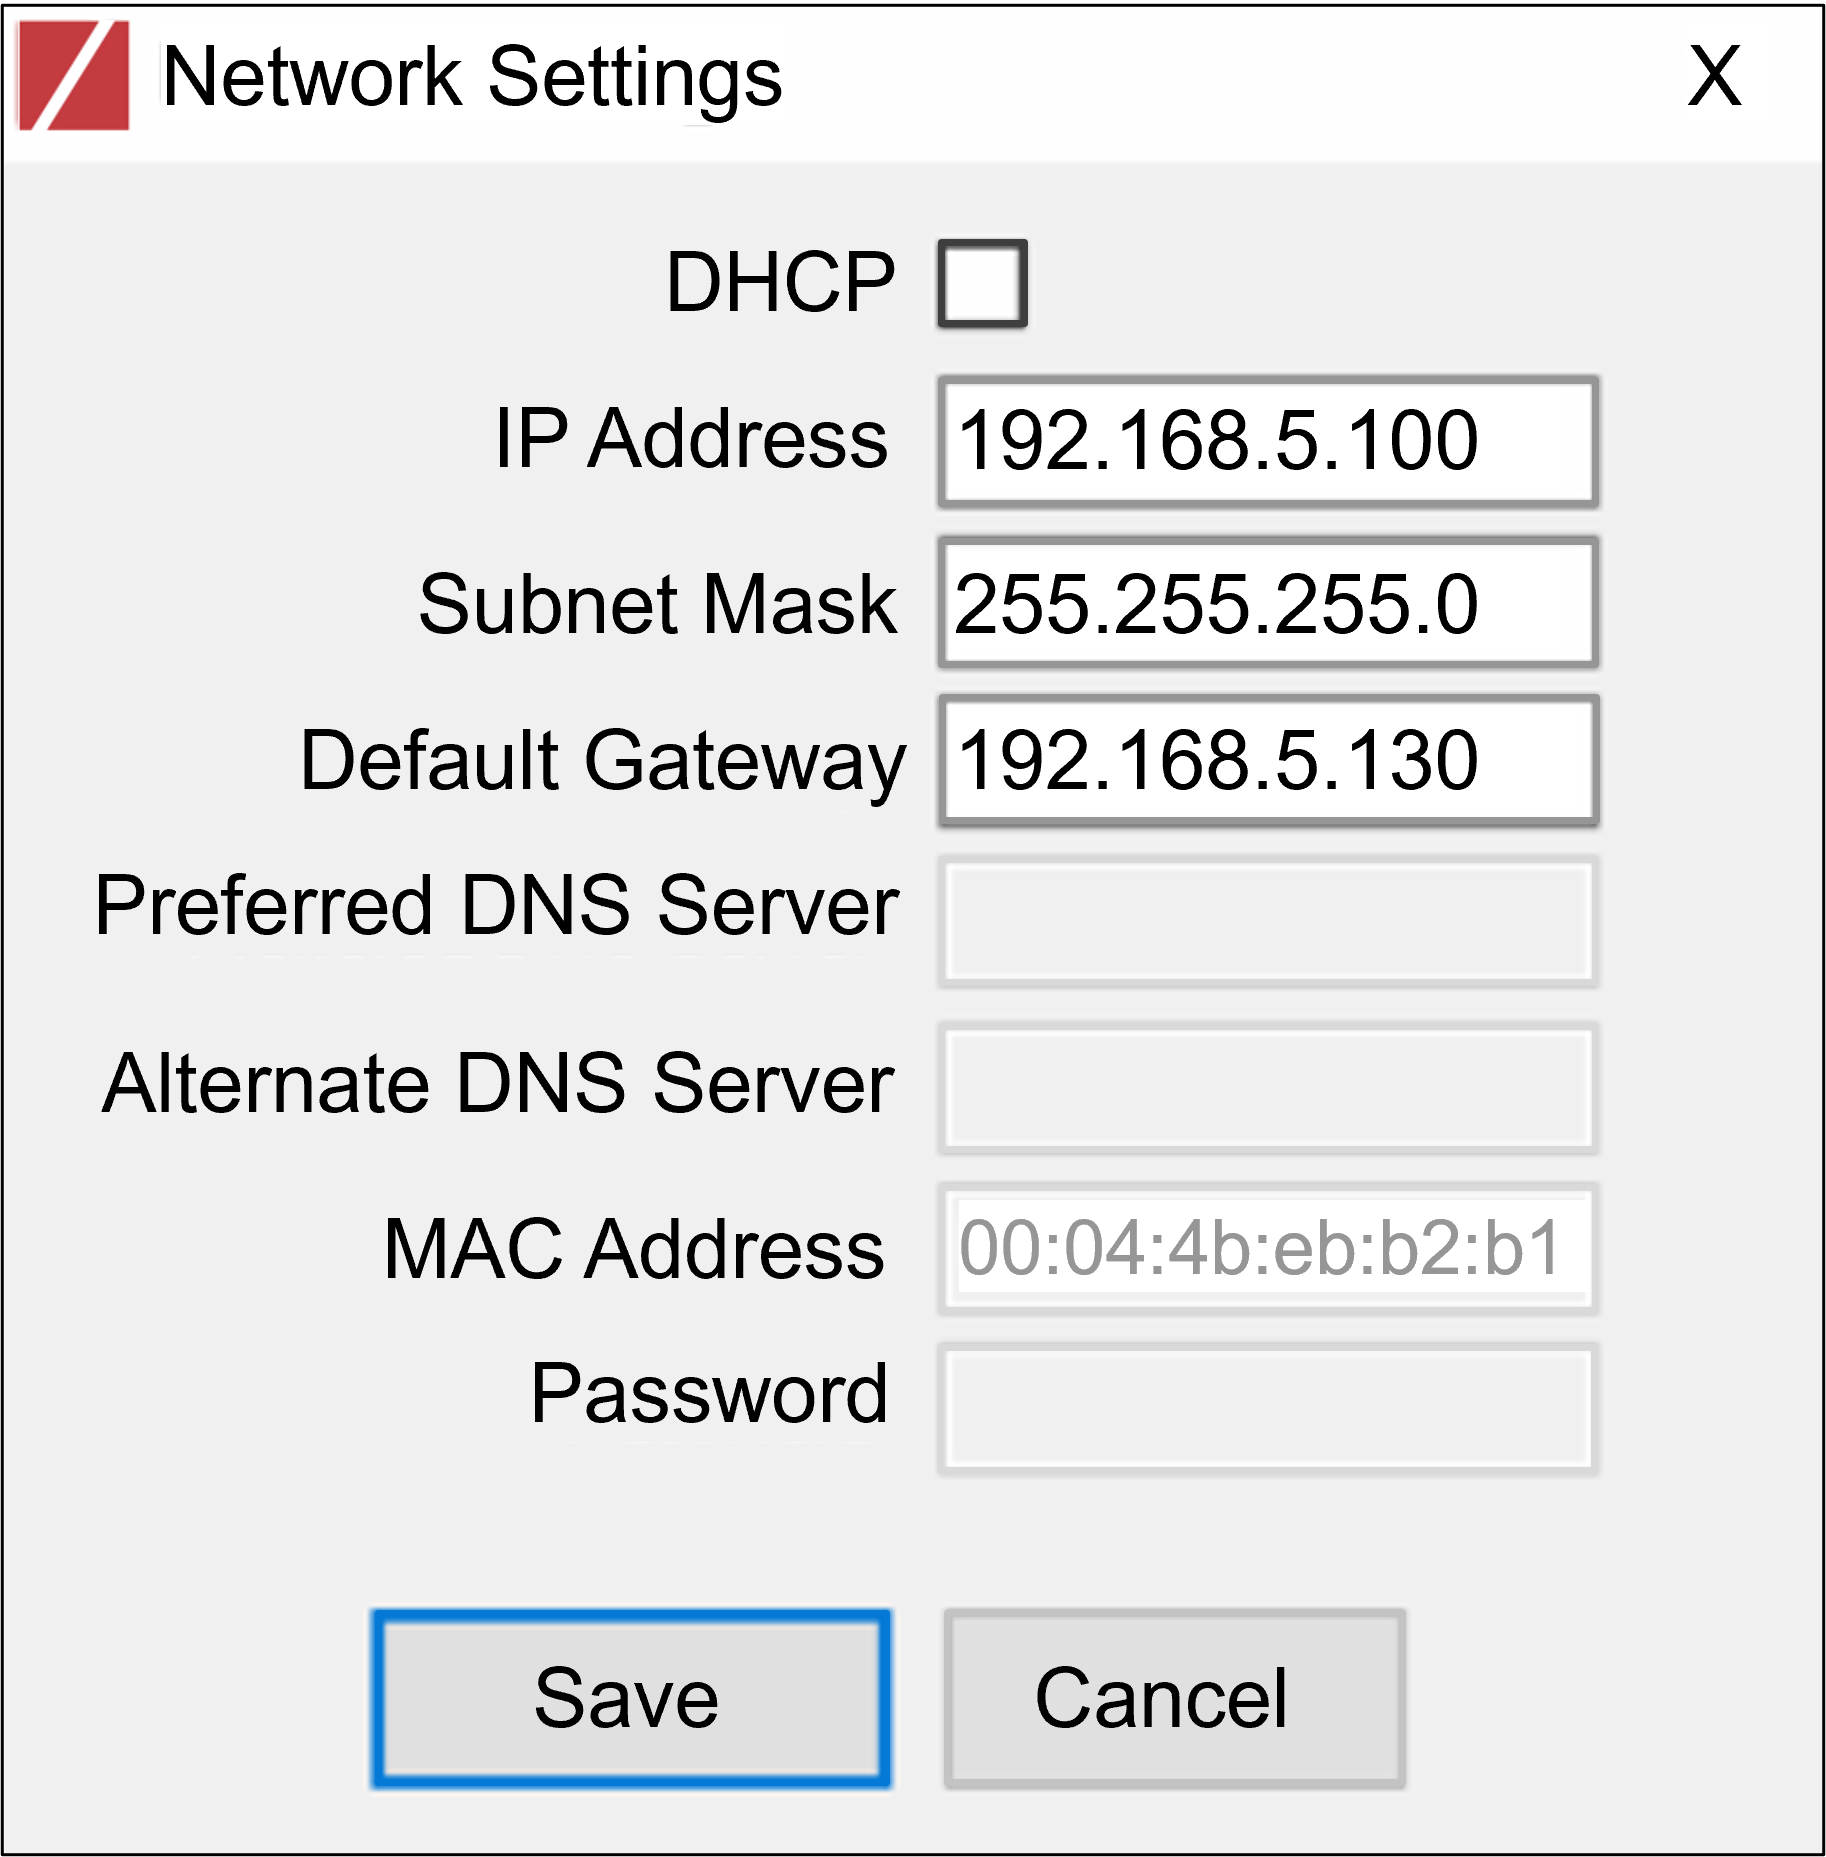 Network Settings X
DHCP
IP Address 192.168.5.100
Subnet Mask 255.255.255.0
Default Gateway 192.168.5.130
Preferred DNS Server
Alternate DNS Server
MAC Address 00:04:4b:eb:b2:b1
Password
Save Cancel